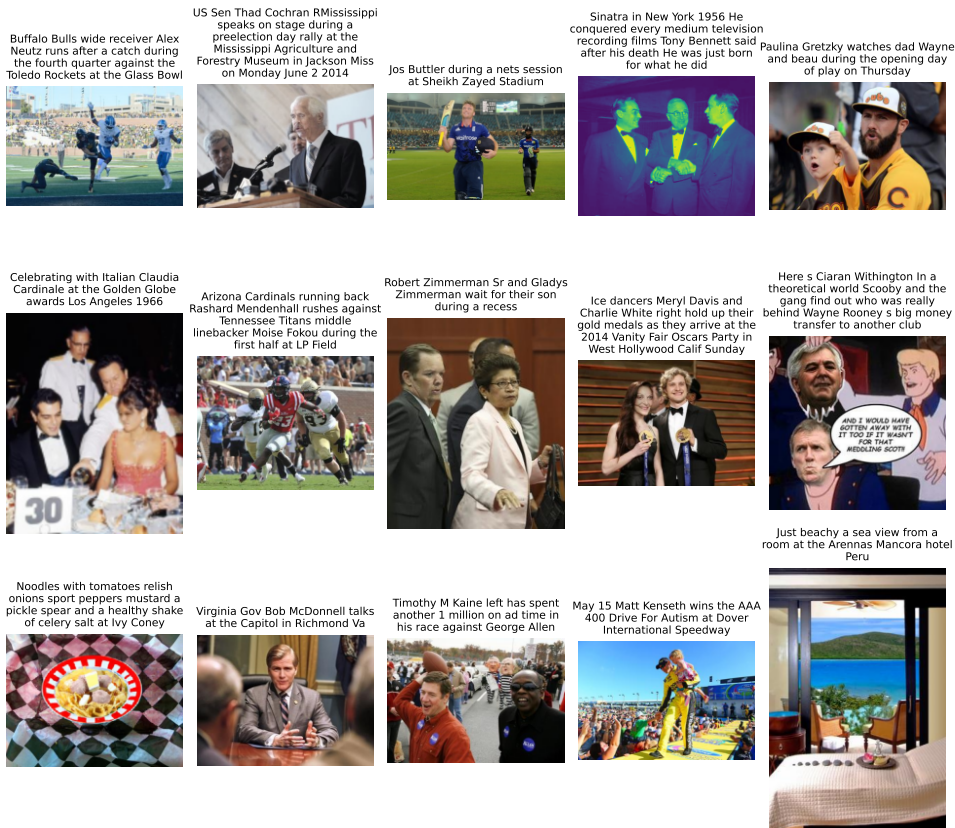 Buffalo Bulls wide receiver Alex
Neutz runs after a catch during
the fourth quarter against the
Toledo Rockets at the Glass Bowl
US Sen Thad Cochran RMississippi
speaks on stage during a
preelection day rally at the
Mississippi Agriculture and
Forestry Museum in Jackson Miss
on Monday June 2 2014
Jos Buttler during a nets session
at Sheikh Zayed Stadium
Sinatra in New York 1956 He
conquered every medium television
recording films Tony Bennett said
after his death He was just born
for what he did
Paulina Gretzky watches dad Wayne
and beau during the opening day
of play on Thursday
C
Celebrating with Italian Claudia
Cardinale at the Golden Globe
awards Los Angeles 1966
30
Arizona Cardinals running back
Rashard Mendenhall rushes against
Tennessee Titans middle
linebacker Moise Fokou during the
first half at LP Field
Robert Zimmerman Sr and Gladys
Zimmerman wait for their son
during a recess
Ice dancers Meryl Davis and
Charlie White right hold up their
gold medals as they arrive at the
2014 Vanity Fair Oscars Party in
West Hollywood Calif Sunday
Here s Ciaran Withington In a
theoretical world Scooby and the
gang find out who was really
behind Wayne Rooney s big money
transfer to another club
AND I WOULD HAVE
GOTTEN AWAY WITH
IT TOO IF IT WASN'T
FOR THAT
MEDDLING SCOT!!
Noodles with tomatoes relish
onions sport peppers mustard a
pickle spear and a healthy shake
of celery salt at Ivy Coney
Virginia Gov Bob McDonnell talks
at the Capitol in Richmond Va
Timothy M Kaine left has spent
another 1 million on ad time in
his race against George Allen
May 15 Matt Kenseth wins the AAA
400 Drive For Autism at Dover
International Speedway
Just beachy a sea view from a
room at the Arennas Mancora hotel
Peru